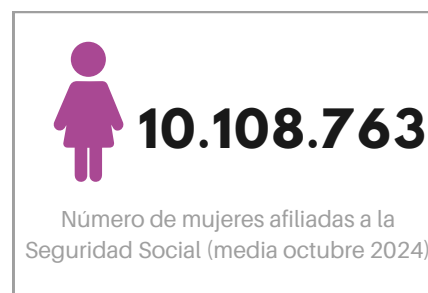 10.108.763
Número de mujeres afiliadas a la
Seguridad Social (media octubre 2024)